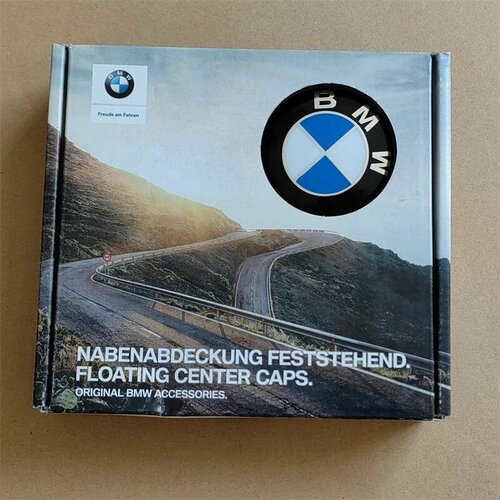 BMW
Freude am Fahren
BMW
NABENABDECKUNG FESTSTEHEND.
FLOATING CENTER CAPS.
ORIGINAL BMW ACCESSORIES.